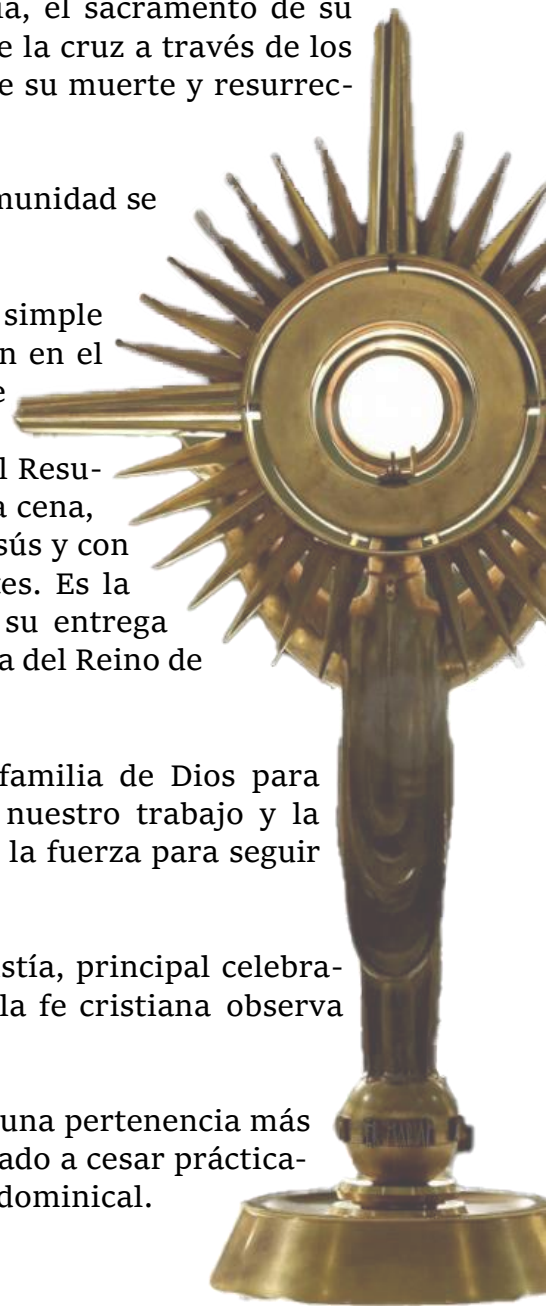 ía, el sacramento de su
e la cruz a través de los
e su muerte y resurrec-
munidad se
simple
n en el
e
l Resu-
a cena,
sús y con
tes. Es la
su entrega
a del Reino de
familia de Dios para
nuestro trabajo y la
la fuerza para seguir
stía, principal celebra-
la fe cristiana observa
una pertenencia más
ado a cesar práctica-
dominical.